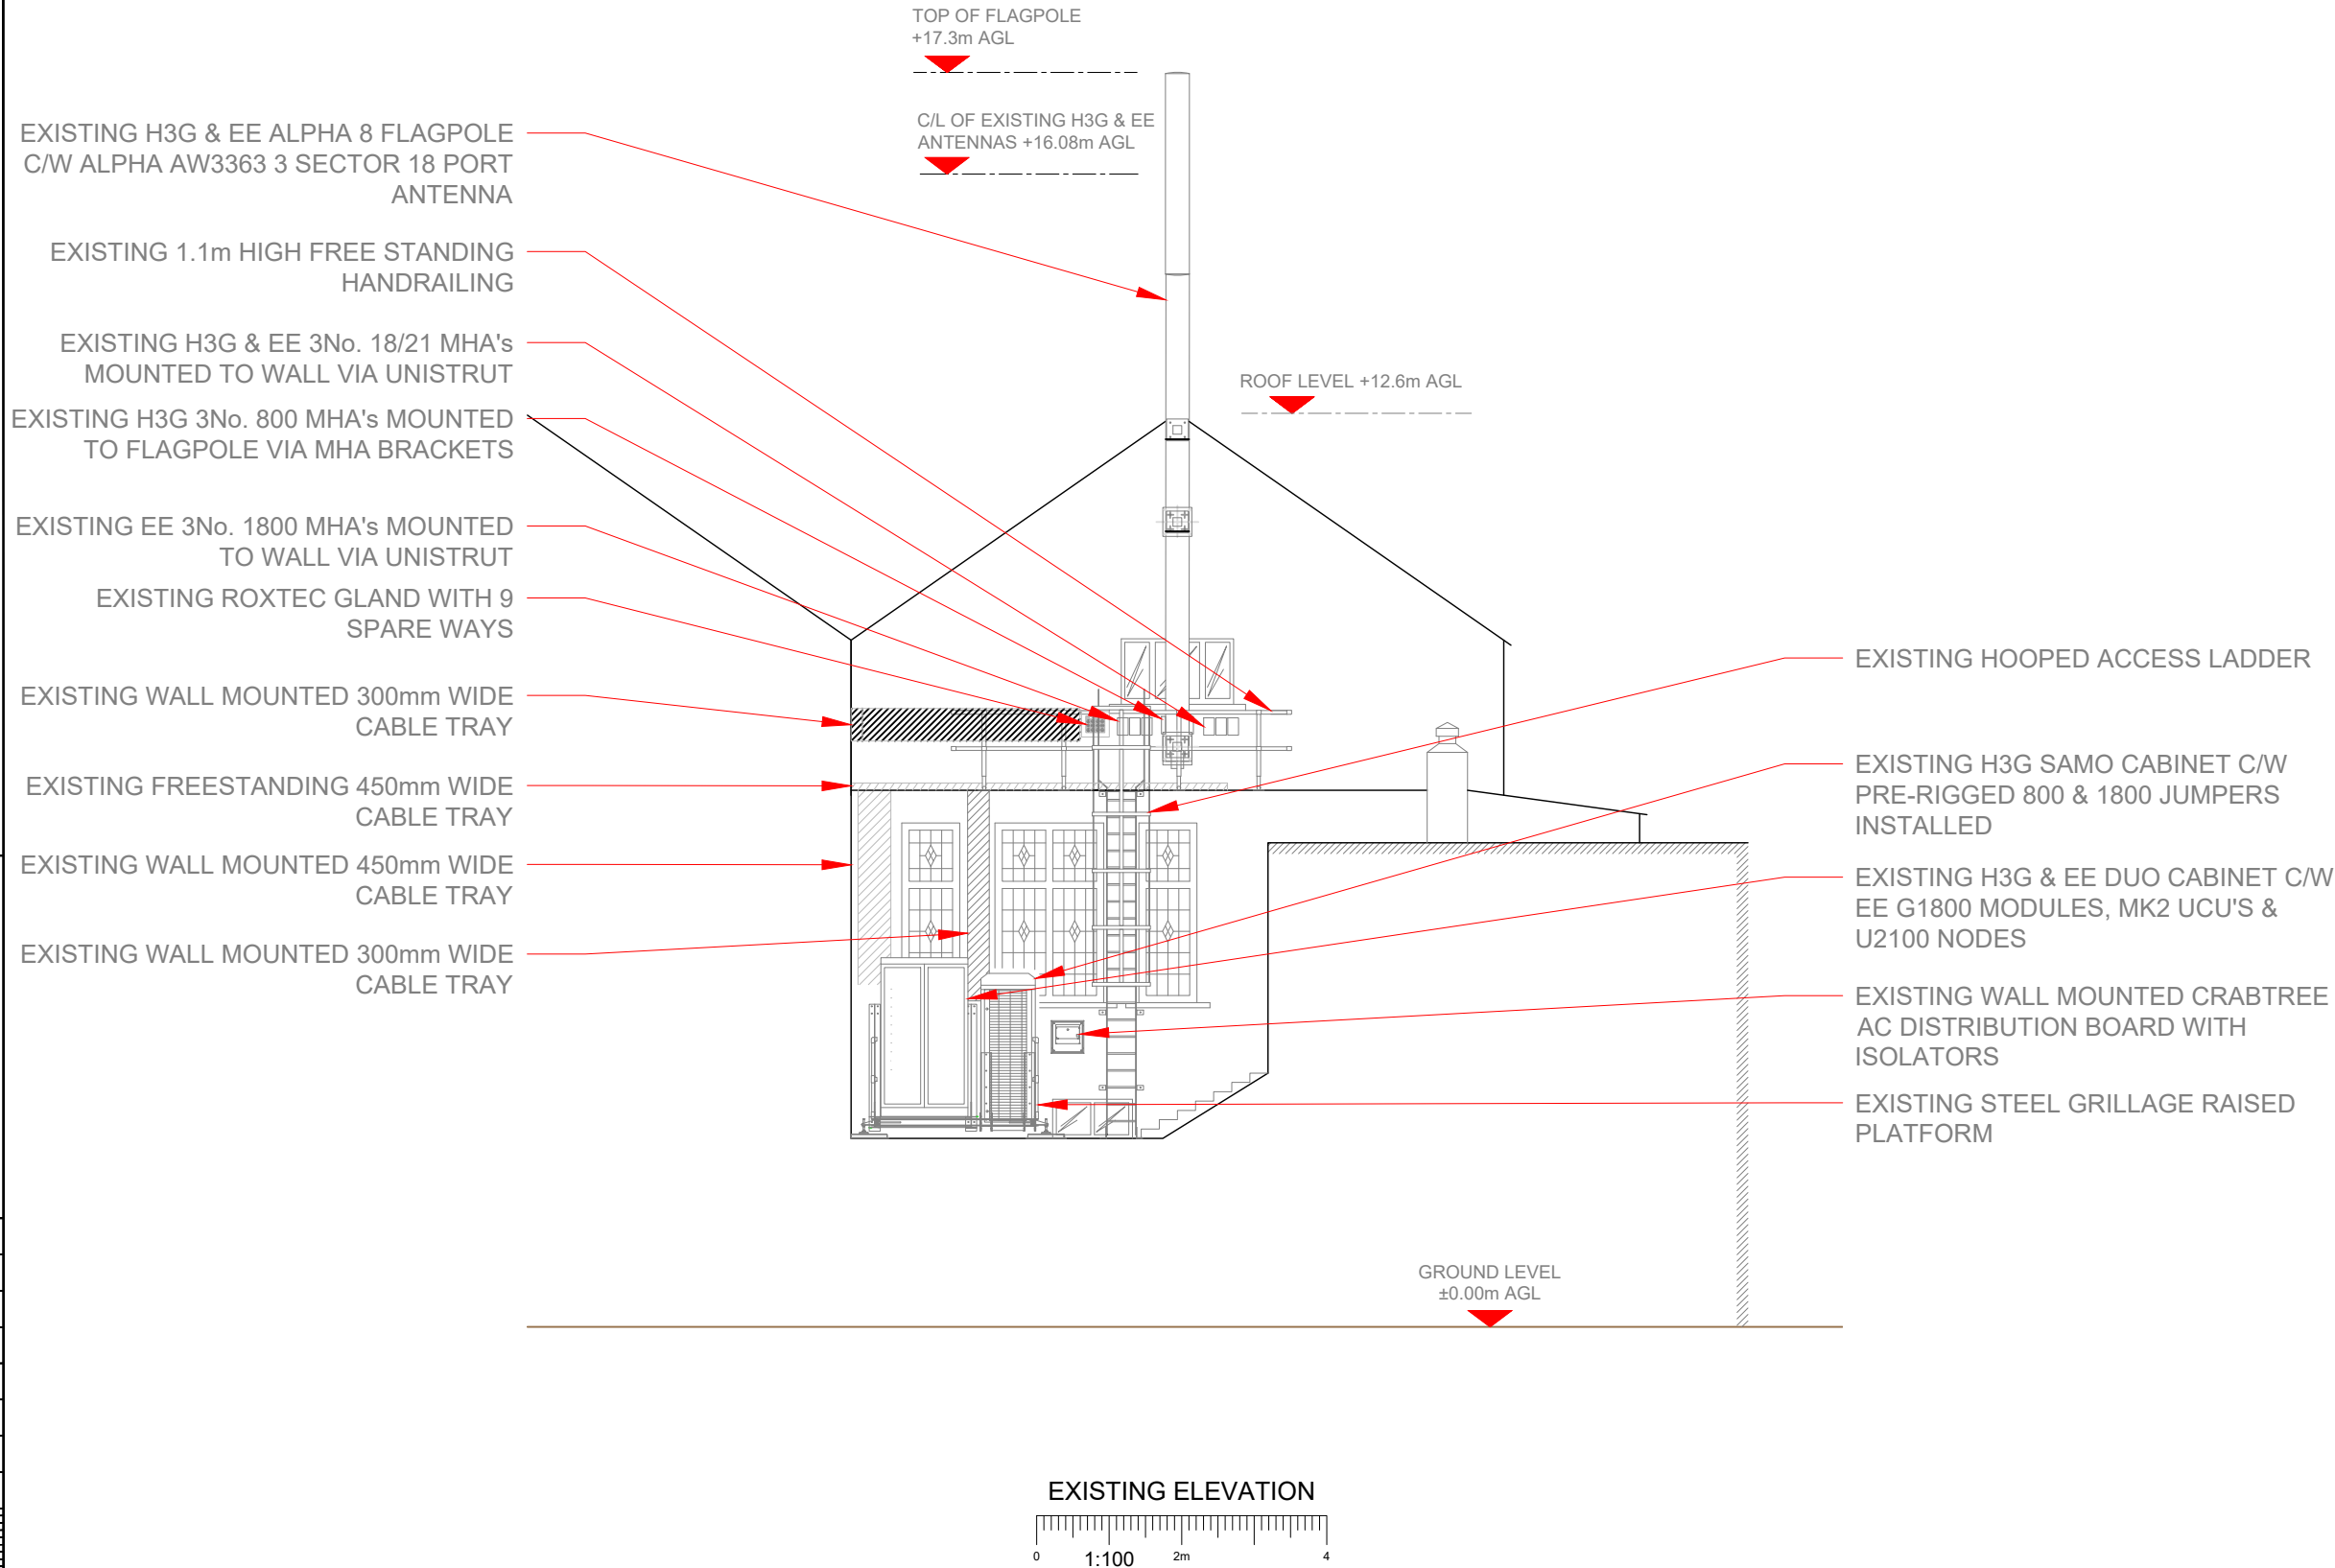 TOP OF FLAGPOLE
+17.3m AGL
C/L OF EXISTING H3G & EE
ANTENNAS +16.08m AGL
ROOF LEVEL +12.6m AGL
EXISTING H3G & EE ALPHA 8 FLAGPOLE
C/W ALPHA AW3363 3 SECTOR 18 PORT
ANTENNA
EXISTING 1.1m HIGH FREE STANDING
HANDRAILING
EXISTING H3G & EE 3No. 18/21 MHA's
MOUNTED TO WALL VIA UNISTRUT
EXISTING H3G 3No. 800 MHA's MOUNTED
TO FLAGPOLE VIA MHA BRACKETS
EXISTING EE 3No. 1800 MHA's MOUNTED
TO WALL VIA UNISTRUT
EXISTING ROXTEC GLAND WITH 9
SPARE WAYS
EXISTING WALL MOUNTED 300mm WIDE
CABLE TRAY
EXISTING FREESTANDING 450mm WIDE
CABLE TRAY
EXISTING WALL MOUNTED 450mm WIDE
CABLE TRAY
EXISTING WALL MOUNTED 300mm WIDE
CABLE TRAY
EXISTING HOOPED ACCESS LADDER
EXISTING H3G SAMO CABINET C/W
PRE-RIGGED 800 & 1800 JUMPERS
INSTALLED
EXISTING H3G & EE DUO CABINET C/W
EE G1800 MODULES, MK2 UCU'S &
U2100 NODES
EXISTING WALL MOUNTED CRABTREE
AC DISTRIBUTION BOARD WITH
ISOLATORS
EXISTING STEEL GRILLAGE RAISED
PLATFORM
GROUND LEVEL
±0.00m AGL
EXISTING ELEVATION
0 1:100 2m 4